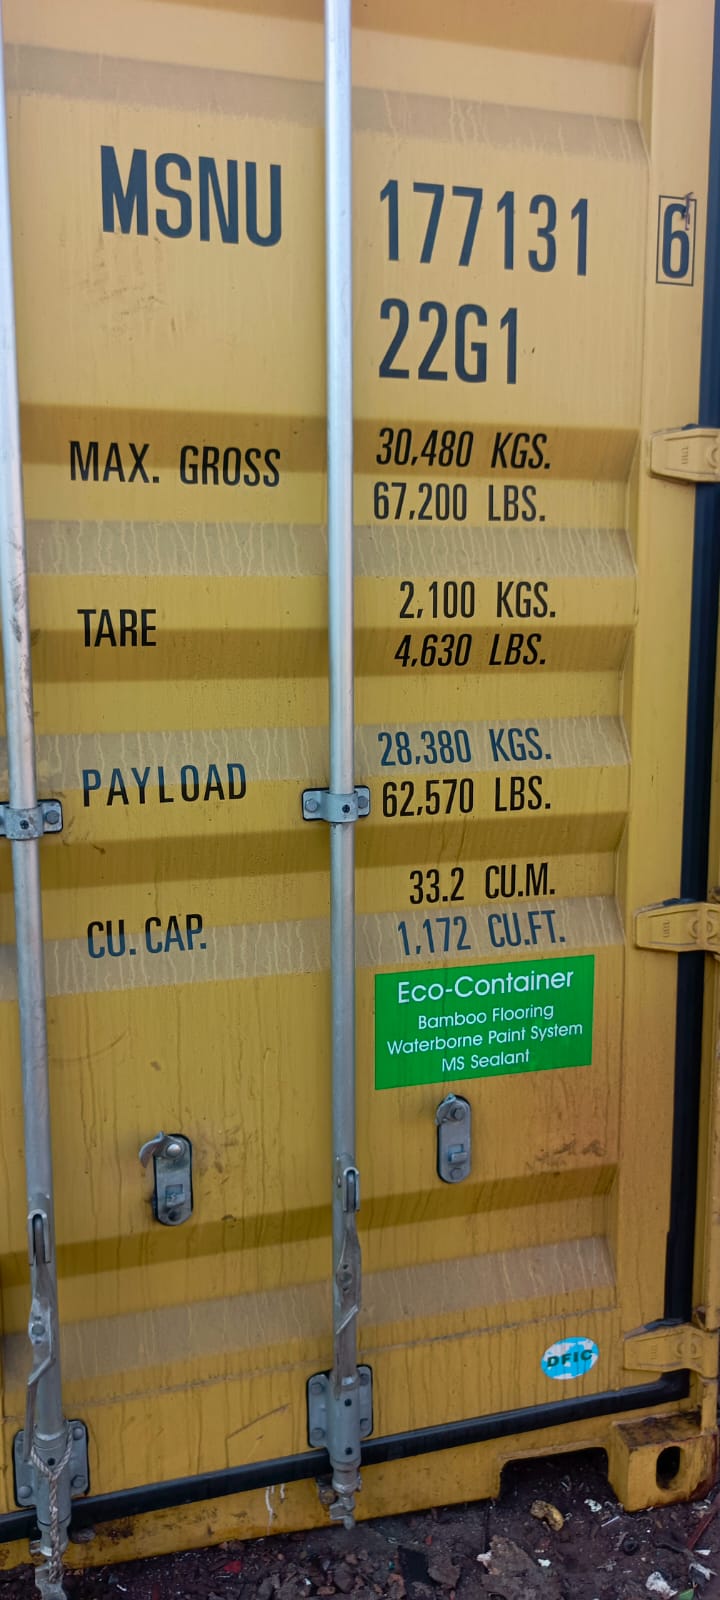 MSNU 177131 6
22G1
MAX. GROSS 30,480 KGS.
67,200 LBS.
TARE 2,100 KGS.
4,630 LBS.
PAYLOAD 28,380 KGS.
62,570 LBS.
CU. CAP. 33.2 CU.M.
1,172 CU.FT.
Eco-Container
Bamboo Flooring
Waterborne Paint System
MS Sealant
DFIC